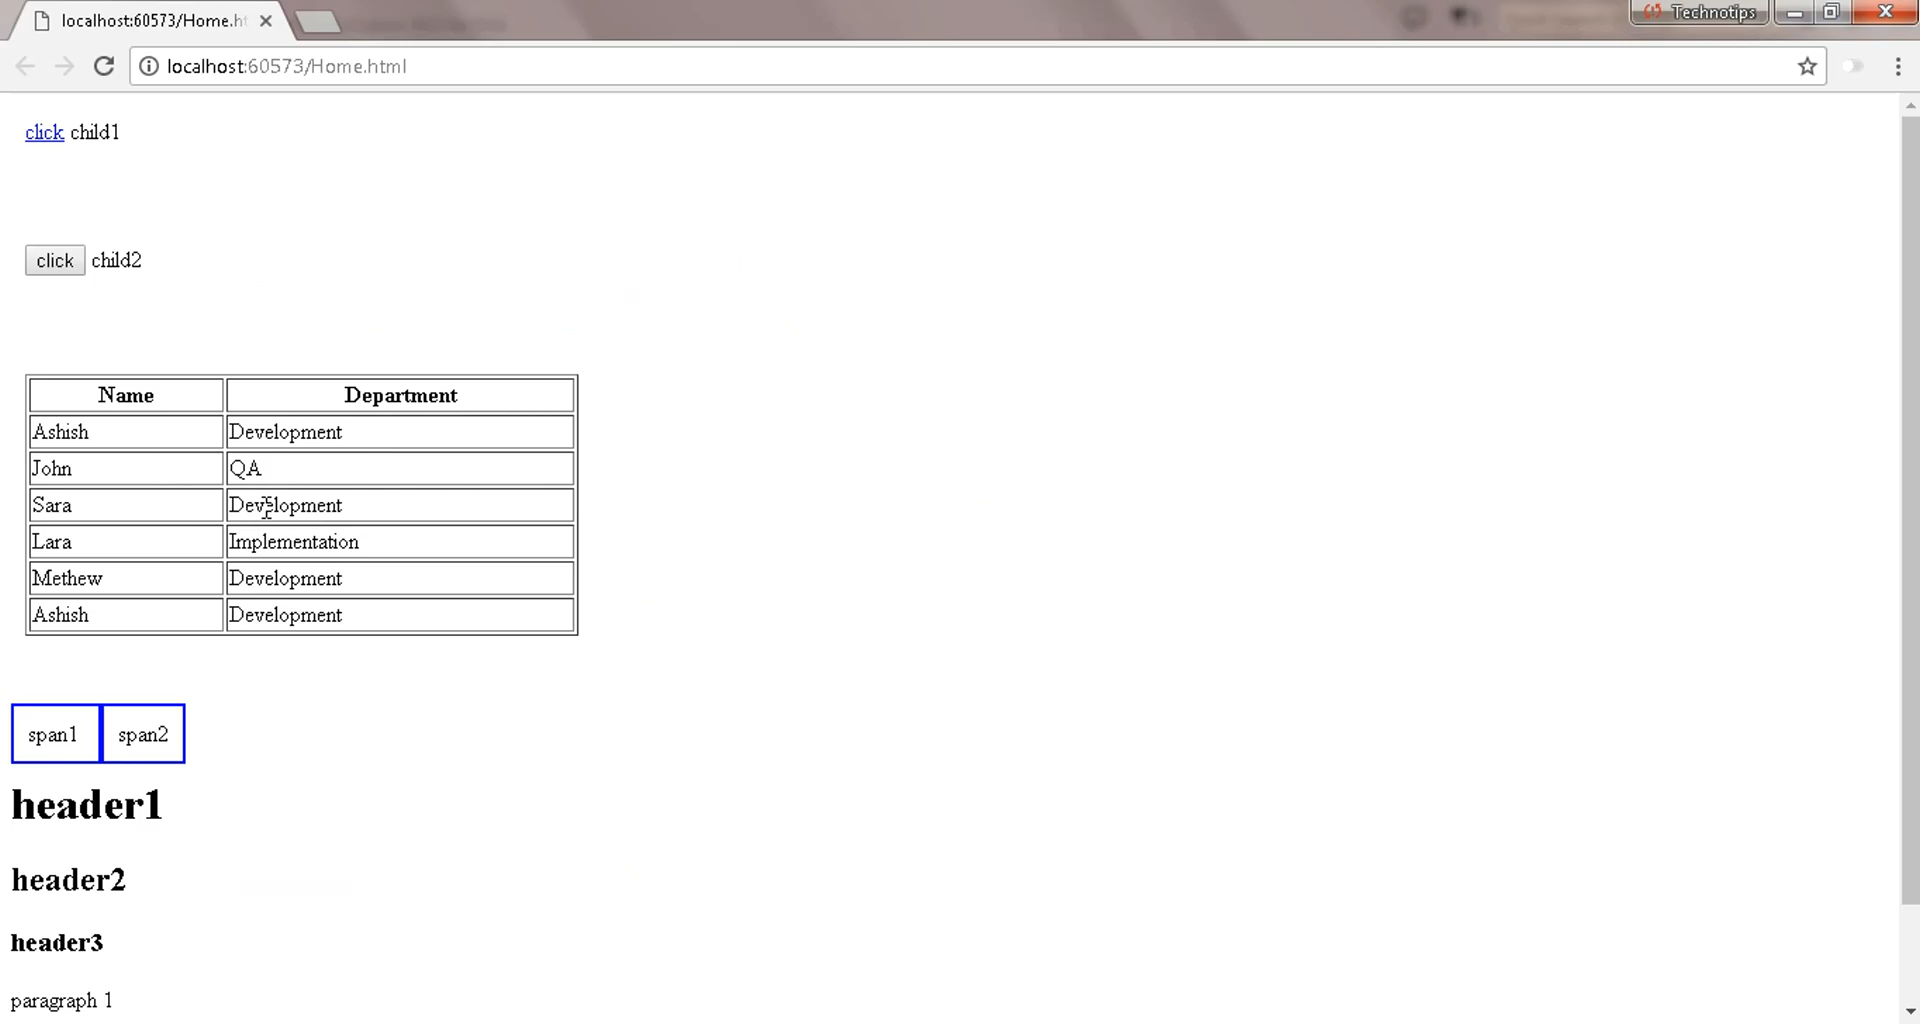 localhost:60573/Home.ht
Technotips
localhost:60573/Home.html
click child1
click child2
Name Department
Ashish Development
John QA
Sara Development
Lara Implementation
Methew Development
Ashish Development
span1 span2
header1
header2
header3
paragraph 1